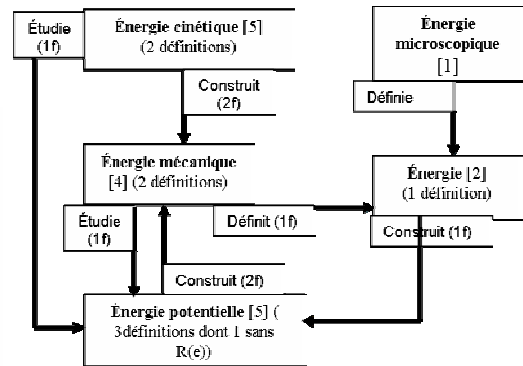 Étudie
(1f)
Énergie cinétique [5]
(2 définitions)
Énergie
microscopique
[1]
Construit
(2f)
Définie
Énergie mécanique
[4] (2 définitions)
Énergie [2]
(1 définition)
Étudie
(1f)
Définit (1f)
Construit (1f)
Construit (2f)
Énergie potentielle [5] (
3définitions dont 1 sans
R(e))